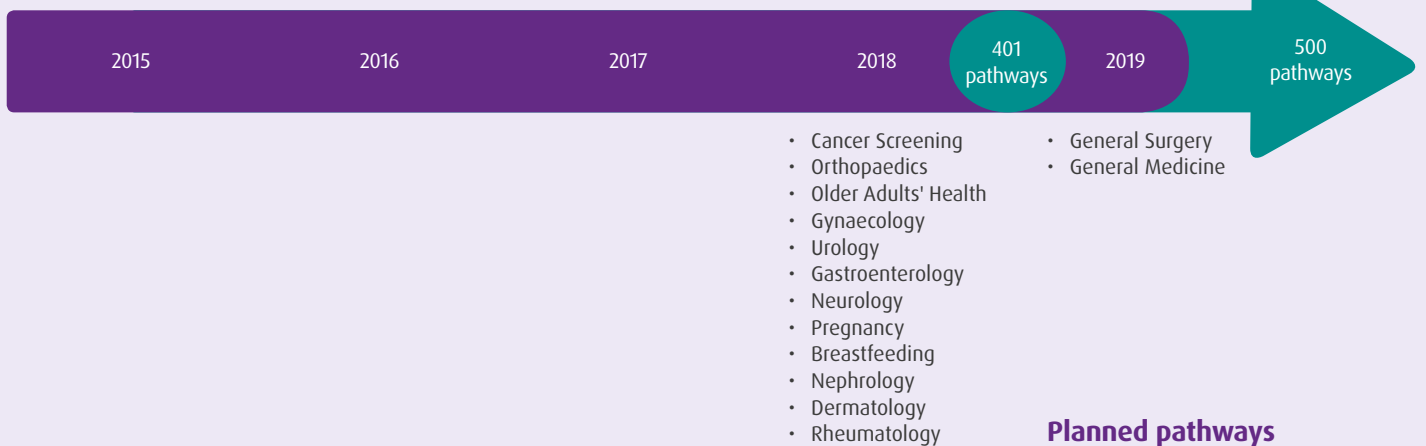 2015
2016
2017
2018
401
pathways
2019
500
pathways
• Cancer Screening
• Orthopaedics
• Older Adults' Health
• Gynaecology
• Urology
• Gastroenterology
• Neurology
• Pregnancy
• Breastfeeding
• Nephrology
• Dermatology
• Rheumatology
• General Surgery
• General Medicine
Planned pathways